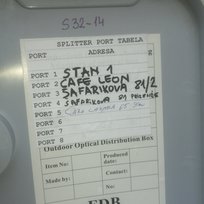 S32-14
SPLITTER PORT TABELA
PORT ADRESA
PORT 1 STAN 1
PORT 2 CAFE LEON
PORT 3 SAFARIKOVA 81/2
PORT 4 SAFARIKOVA
PORT 5
PORT 6
PORT 7
PORT 8
Outdoor Optical Distribution Box
Item No: Produced date:
Made by: Checked by:
FDB